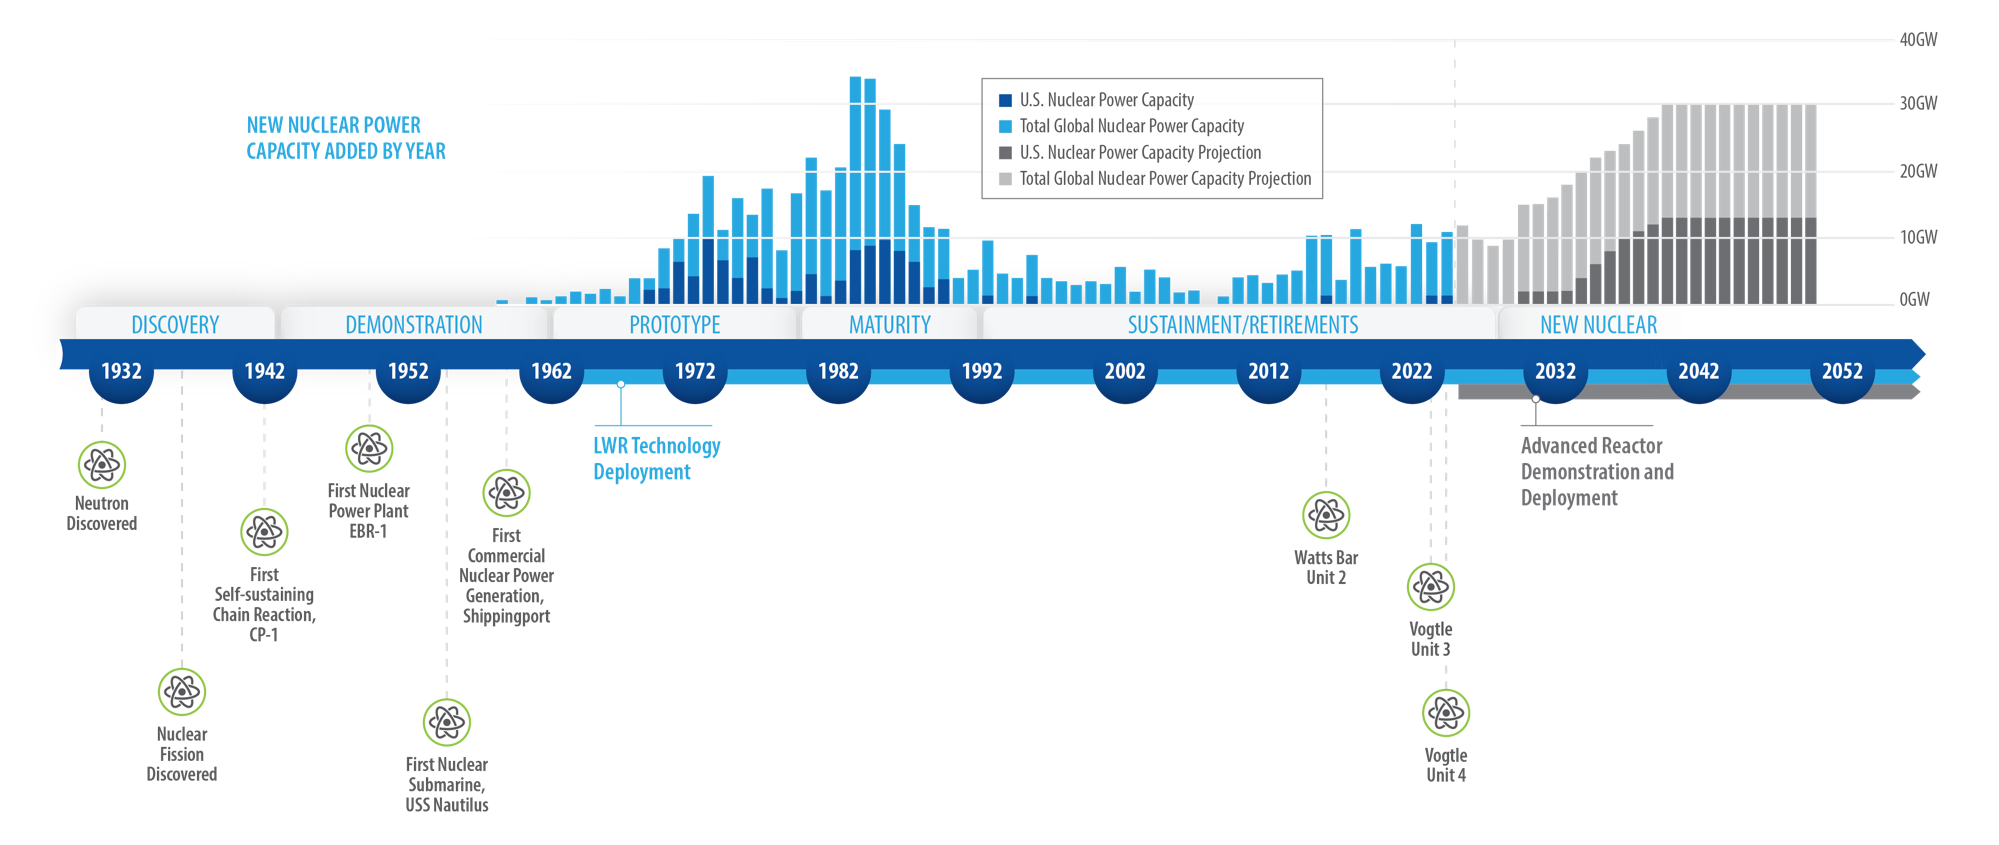 40GW
30GW
20GW
10GW
0GW
NEW NUCLEAR POWER
CAPACITY ADDED BY YEAR
U.S. Nuclear Power Capacity
Total Global Nuclear Power Capacity
U.S. Nuclear Power Capacity Projection
Total Global Nuclear Power Capacity Projection
DISCOVERY
DEMONSTRATION
PROTOTYPE
MATURITY
SUSTAINMENT/RETIREMENTS
NEW NUCLEAR
1932
1942
1952
1962
1972
1982
1992
2002
2012
2022
2032
2042
2052
Neutron
Discovered
Nuclear
Fission
Discovered
First
Self-sustaining
Chain Reaction,
CP-1
First Nuclear
Power Plant
EBR-1
First Nuclear
Submarine,
USS Nautilus
First
Commercial
Nuclear Power
Generation,
Shippingport
LWR Technology
Deployment
Watts Bar
Unit 2
Vogtle
Unit 3
Vogtle
Unit 4
Advanced Reactor
Demonstration and
Deployment